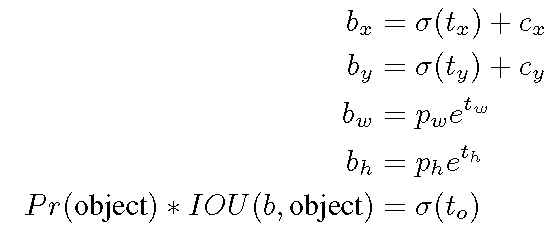 b_x = σ(t_x) + c_x
b_y = σ(t_y) + c_y
b_w = p_w e^{t_w}
b_h = p_h e^{t_h}
Pr(object) ∗ IOU(b, object) = σ(t_o)